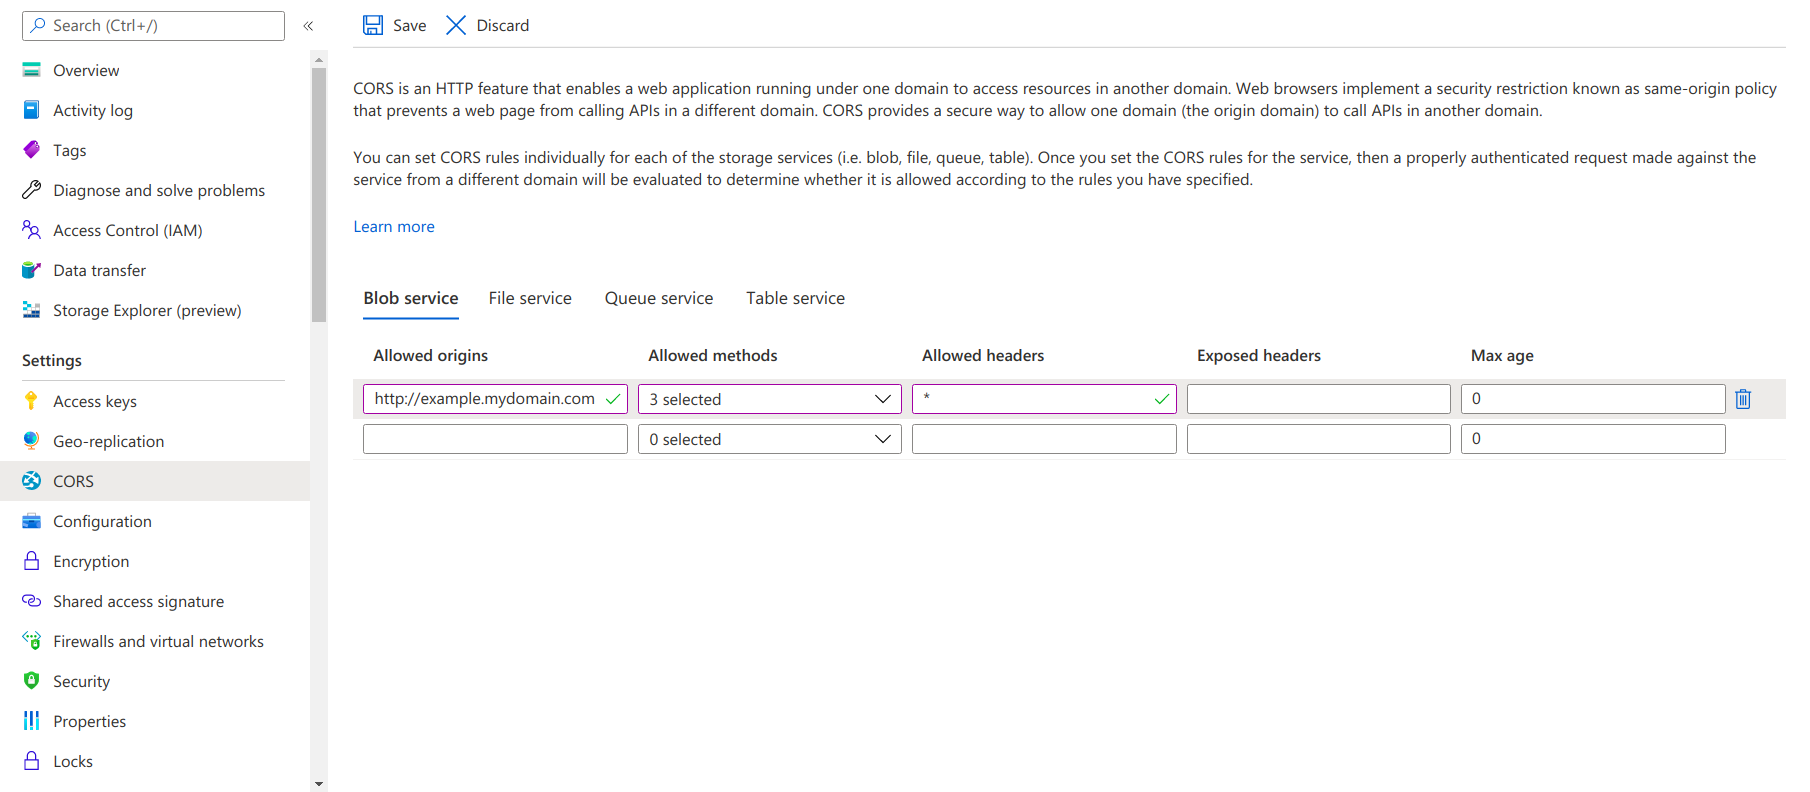 Search (Ctrl+/)
«
Overview
Activity log
Tags
Diagnose and solve problems
Access Control (IAM)
Data transfer
Storage Explorer (preview)
Settings
Access keys
Geo-replication
CORS
Configuration
Encryption
Shared access signature
Firewalls and virtual networks
Security
Properties
Locks
Save Discard
CORS is an HTTP feature that enables a web application running under one domain to access resources in another domain. Web browsers implement a security restriction known as same-origin policy
that prevents a web page from calling APIs in a different domain. CORS provides a secure way to allow one domain (the origin domain) to call APIs in another domain.
You can set CORS rules individually for each of the storage services (i.e. blob, file, queue, table). Once you set the CORS rules for the service, then a properly authenticated request made against the
service from a different domain will be evaluated to determine whether it is allowed according to the rules you have specified.
Learn more
Blob service File service Queue service Table service
Allowed origins Allowed methods Allowed headers Exposed headers Max age
http://example.mydomain.com 3 selected * 0
0 selected 0